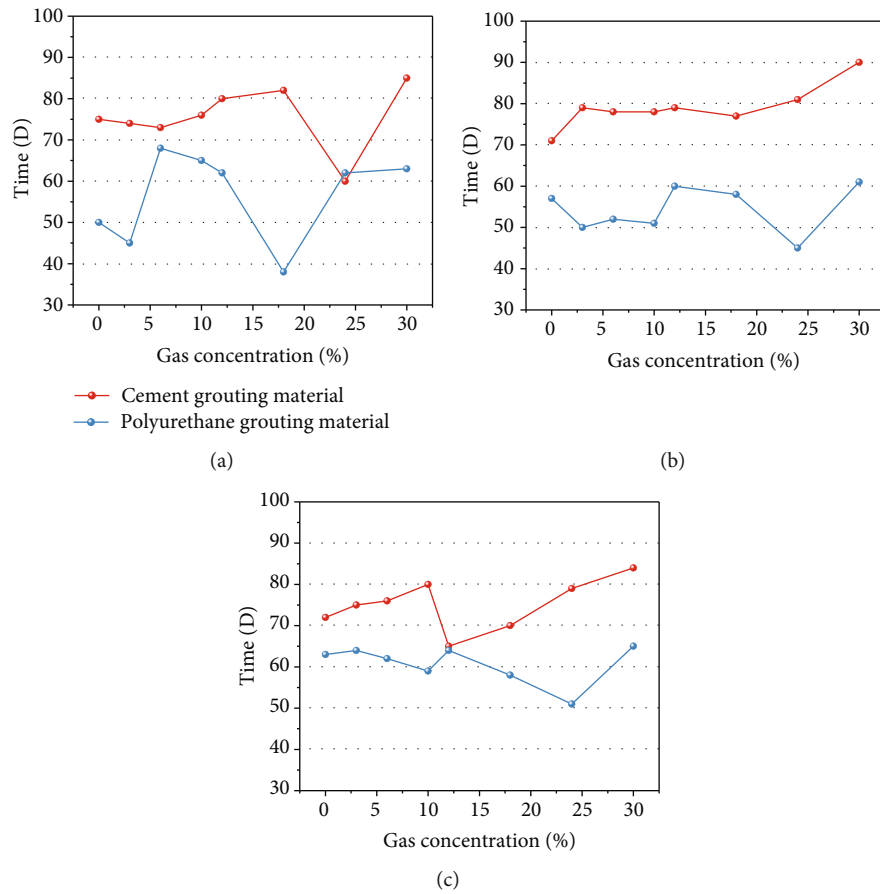 100
90
80
70
60
50
40
30
Time (D)
0 5 10 15 20 25 30
Gas concentration (%)
Cement grouting material
Polyurethane grouting material
(a)
100
90
80
70
60
50
40
30
Time (D)
0 5 10 15 20 25 30
Gas concentration (%)
(b)
100
90
80
70
60
50
40
30
Time (D)
0 5 10 15 20 25 30
Gas concentration (%)
(c)